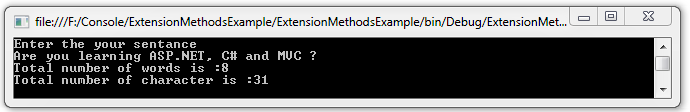 file:///F:/Console/ExtensionMethodsExample/ExtensionMethodsExample/bin/Debug/ExtensionMet...
Enter the your sentance
Are you learning ASP.NET, C# and MVC ?
Total number of words is :8
Total number of character is :31